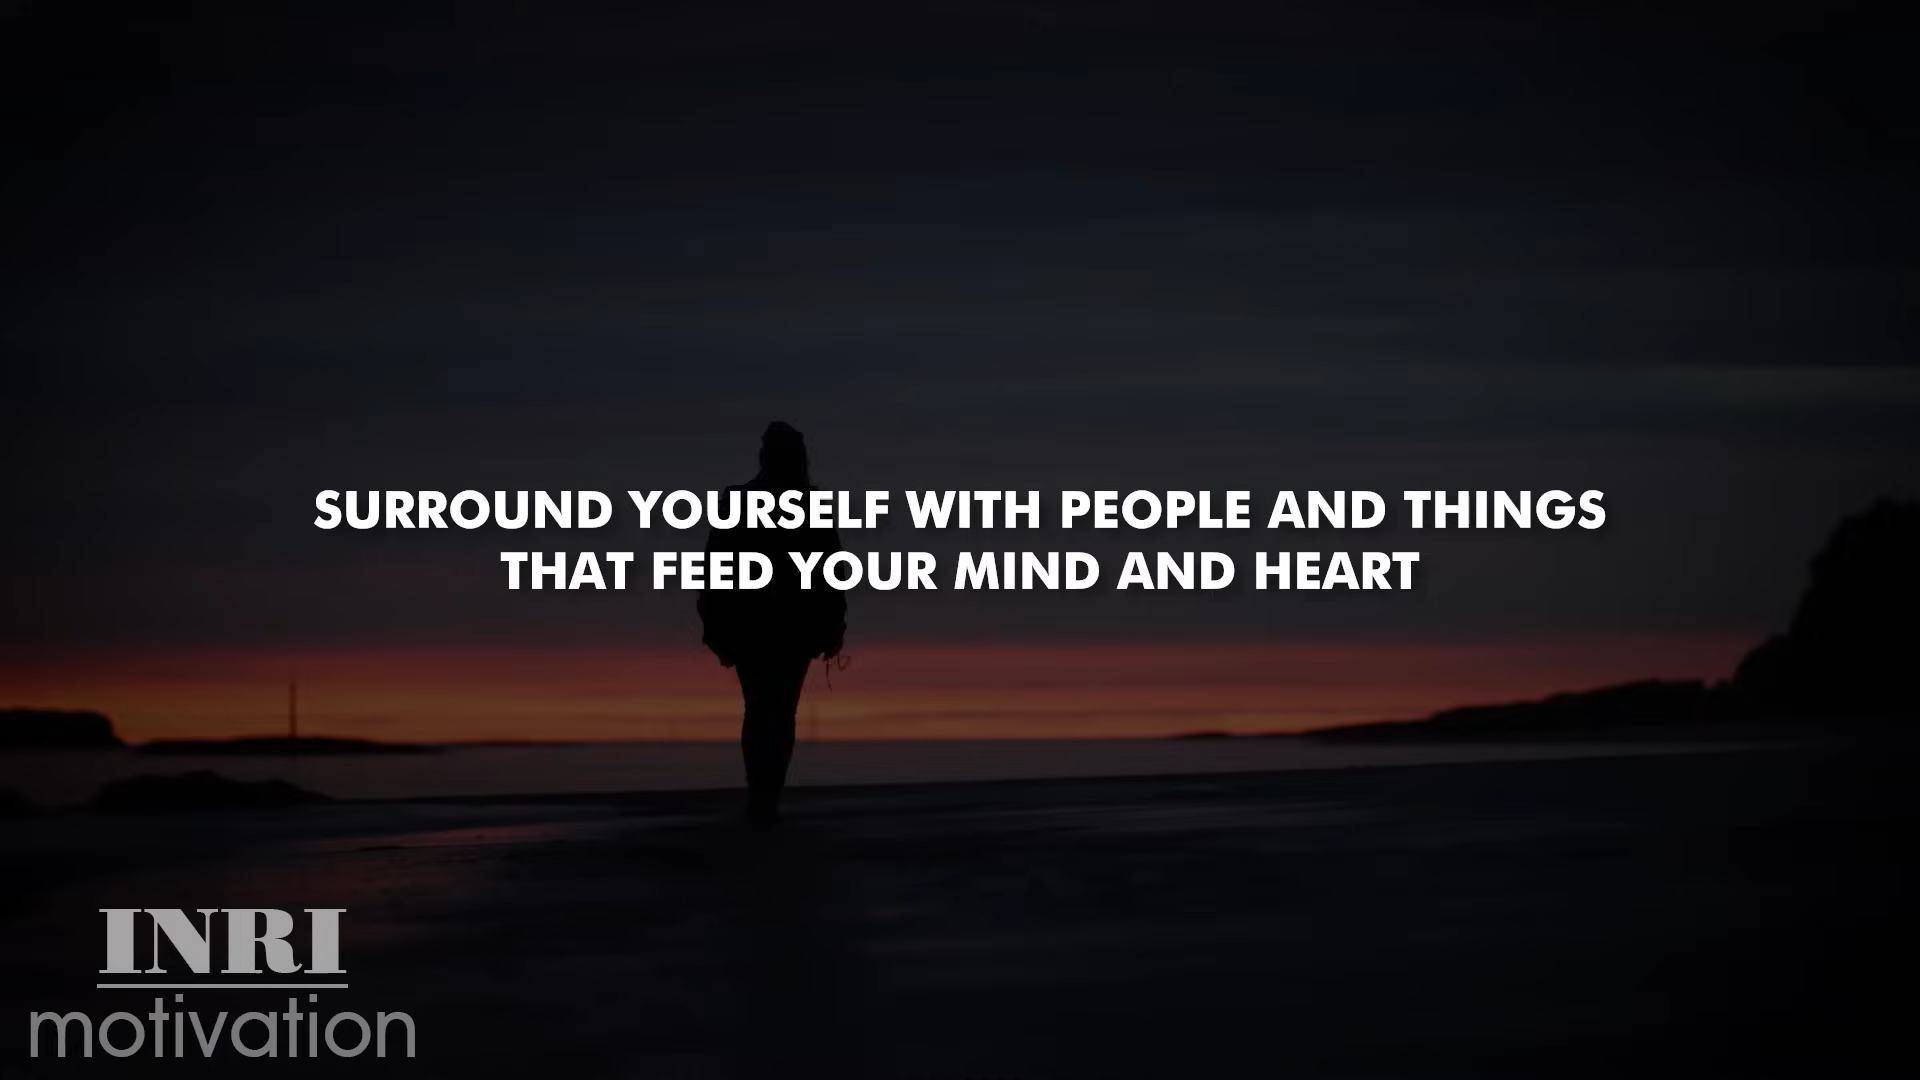 SURROUND YOURSELF WITH PEOPLE AND THINGS
THAT FEED YOUR MIND AND HEART
INRI
motivation